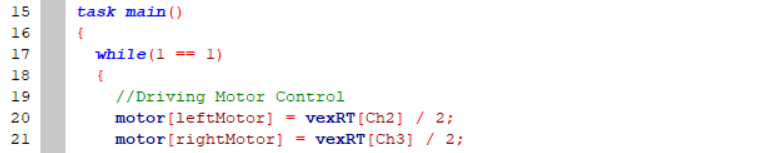 15 task main()
16 {
17 while(1 == 1)
18 {
19 //Driving Motor Control
20 motor[leftMotor] = vexRT[Ch2] / 2;
21 motor[rightMotor] = vexRT[Ch3] / 2;